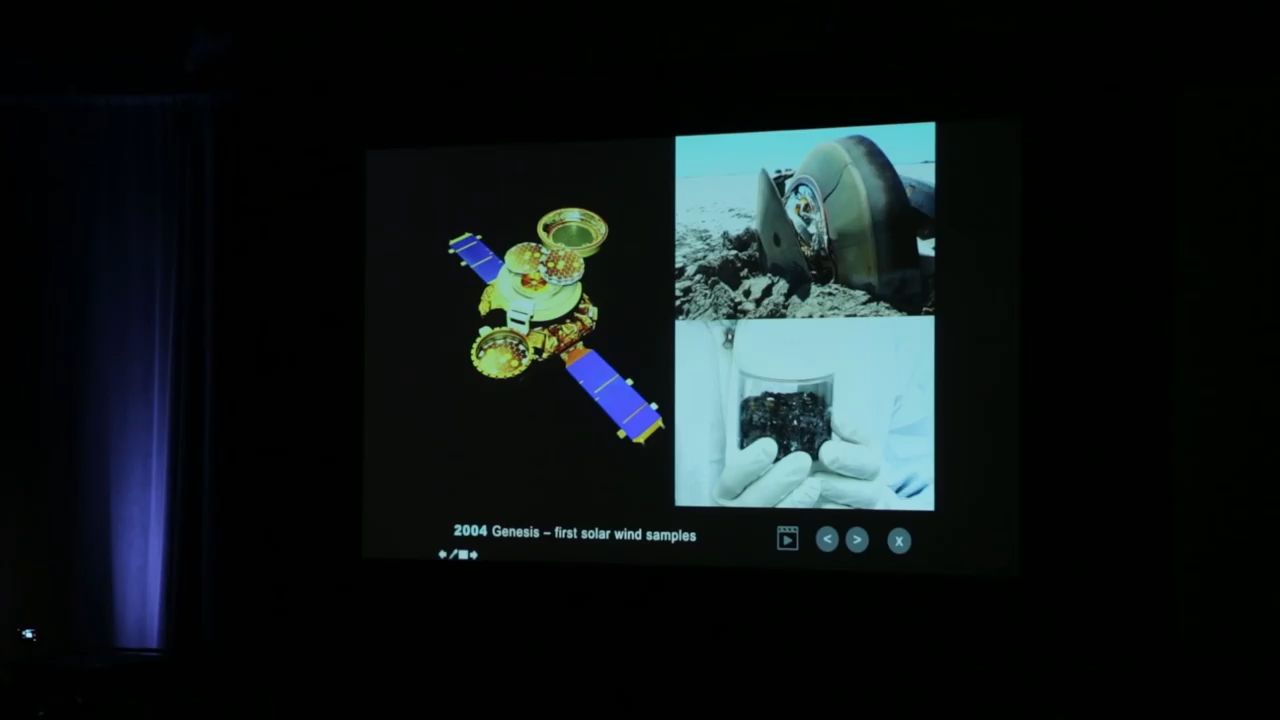 2004 Genesis – first solar wind samples
< > x